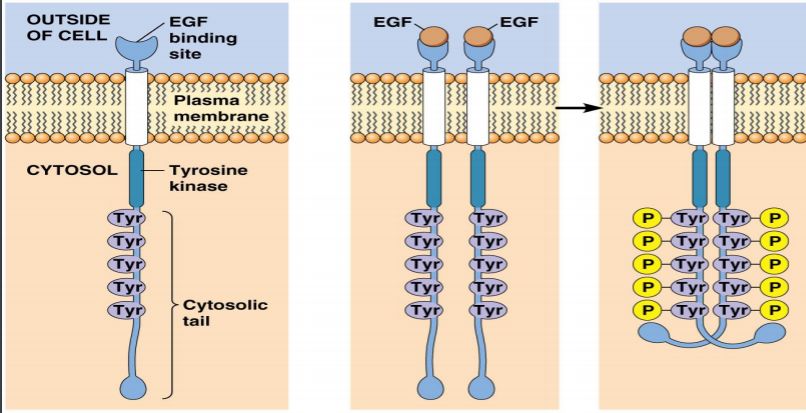 OUTSIDE
OF CELL
EGF
binding
site
Plasma
membrane
CYTOSOL
Tyrosine
kinase
Tyr
Tyr
Tyr
Tyr
Tyr
Cytosolic
tail
EGF
EGF
Tyr Tyr
Tyr Tyr
Tyr Tyr
Tyr Tyr
Tyr Tyr
P Tyr Tyr P
P Tyr Tyr P
P Tyr Tyr P
P Tyr Tyr P
P Tyr Tyr P